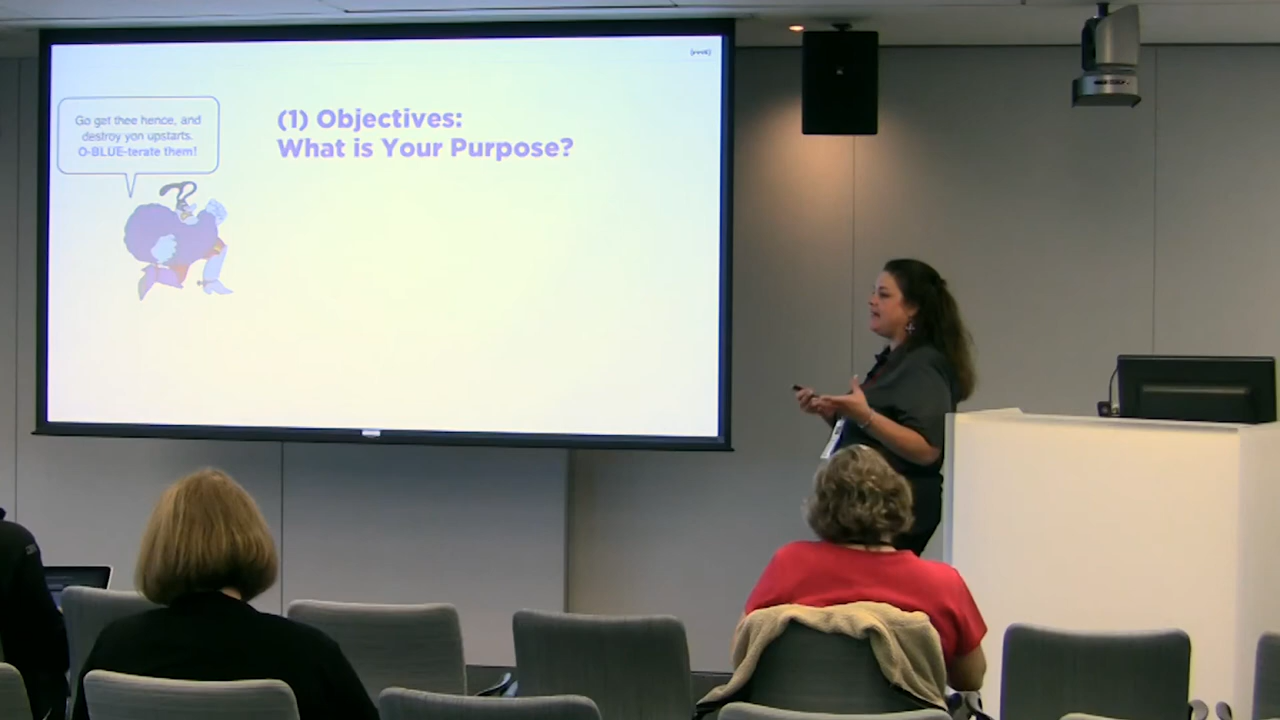 Go get thee hence, and
destroy yon upstarts.
O-BLUE-terate them!
(1) Objectives:
What is Your Purpose?